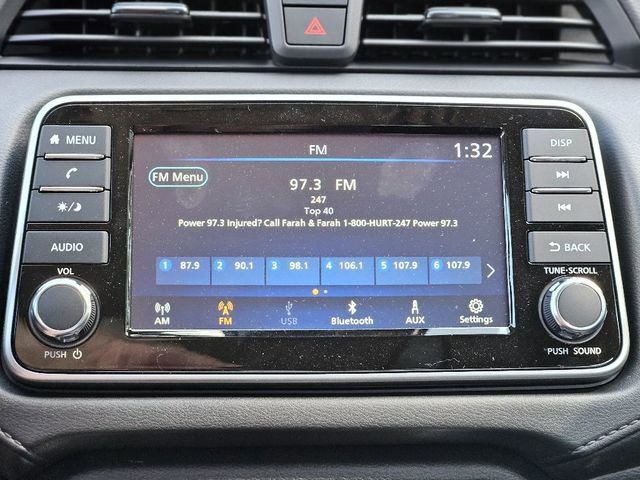 FM 1:32
MENU
DISP
FM Menu
97.3 FM
247
Top 40
Power 97.3 Injured? Call Farah & Farah 1-800-HURT-247 Power 97.3
AUDIO
BACK
1 87.9 2 90.1 3 98.1 4 106.1 5 107.9 6 107.9
VOL
TUNE·SCROLL
AM FM USB Bluetooth AUX Settings
PUSH
PUSH SOUND